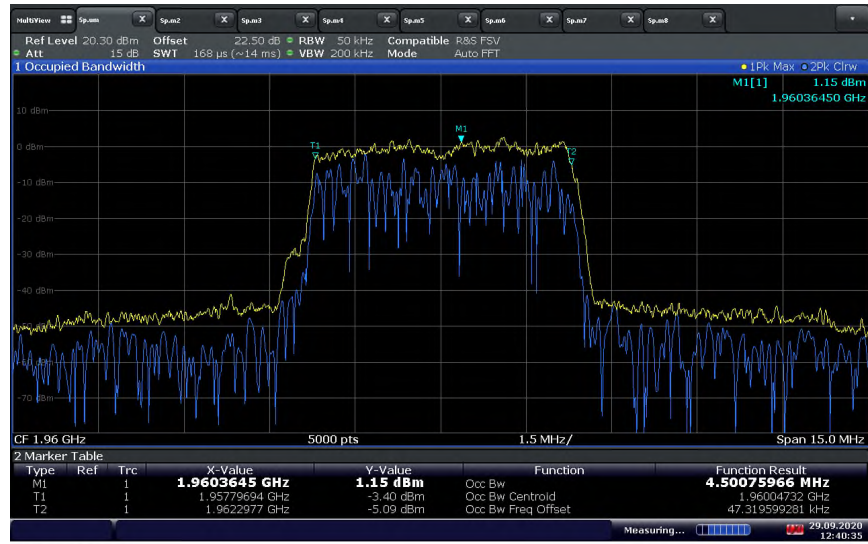 MultiView Sp.um X Sp.m2 X Sp.m3 X Sp.m4 X Sp.m5 X Sp.m6 X Sp.m7 X Sp.m8 X
Ref Level 20.30 dBm Offset 22.50 dB RBW 50 kHz Compatible R&S FSV
Att 15 dB SWT 168 µs (~14 ms) VBW 200 kHz Mode Auto FFT
1 Occupied Bandwidth 1Pk Max 2Pk Clrw
M1[1] 1.15 dBm
1.96036450 GHz
10 dBm
M1
0 dBm
T1
T2
-10 dBm
-20 dBm
-30 dBm
-40 dBm
-60 dBm
-70 dBm
CF 1.96 GHz 5000 pts 1.5 MHz/ Span 15.0 MHz
2 Marker Table
Type Ref Trc X-Value Y-Value Function Function Result
M1 1 1.9603645 GHz 1.15 dBm Occ Bw 4.50075966 MHz
T1 1 1.95779694 GHz -3.40 dBm Occ Bw Centroid 1.96004732 GHz
T2 1 1.9622977 GHz -5.09 dBm Occ Bw Freq Offset 47.319599281 kHz
Measuring... 29.09.2020
12:40:35